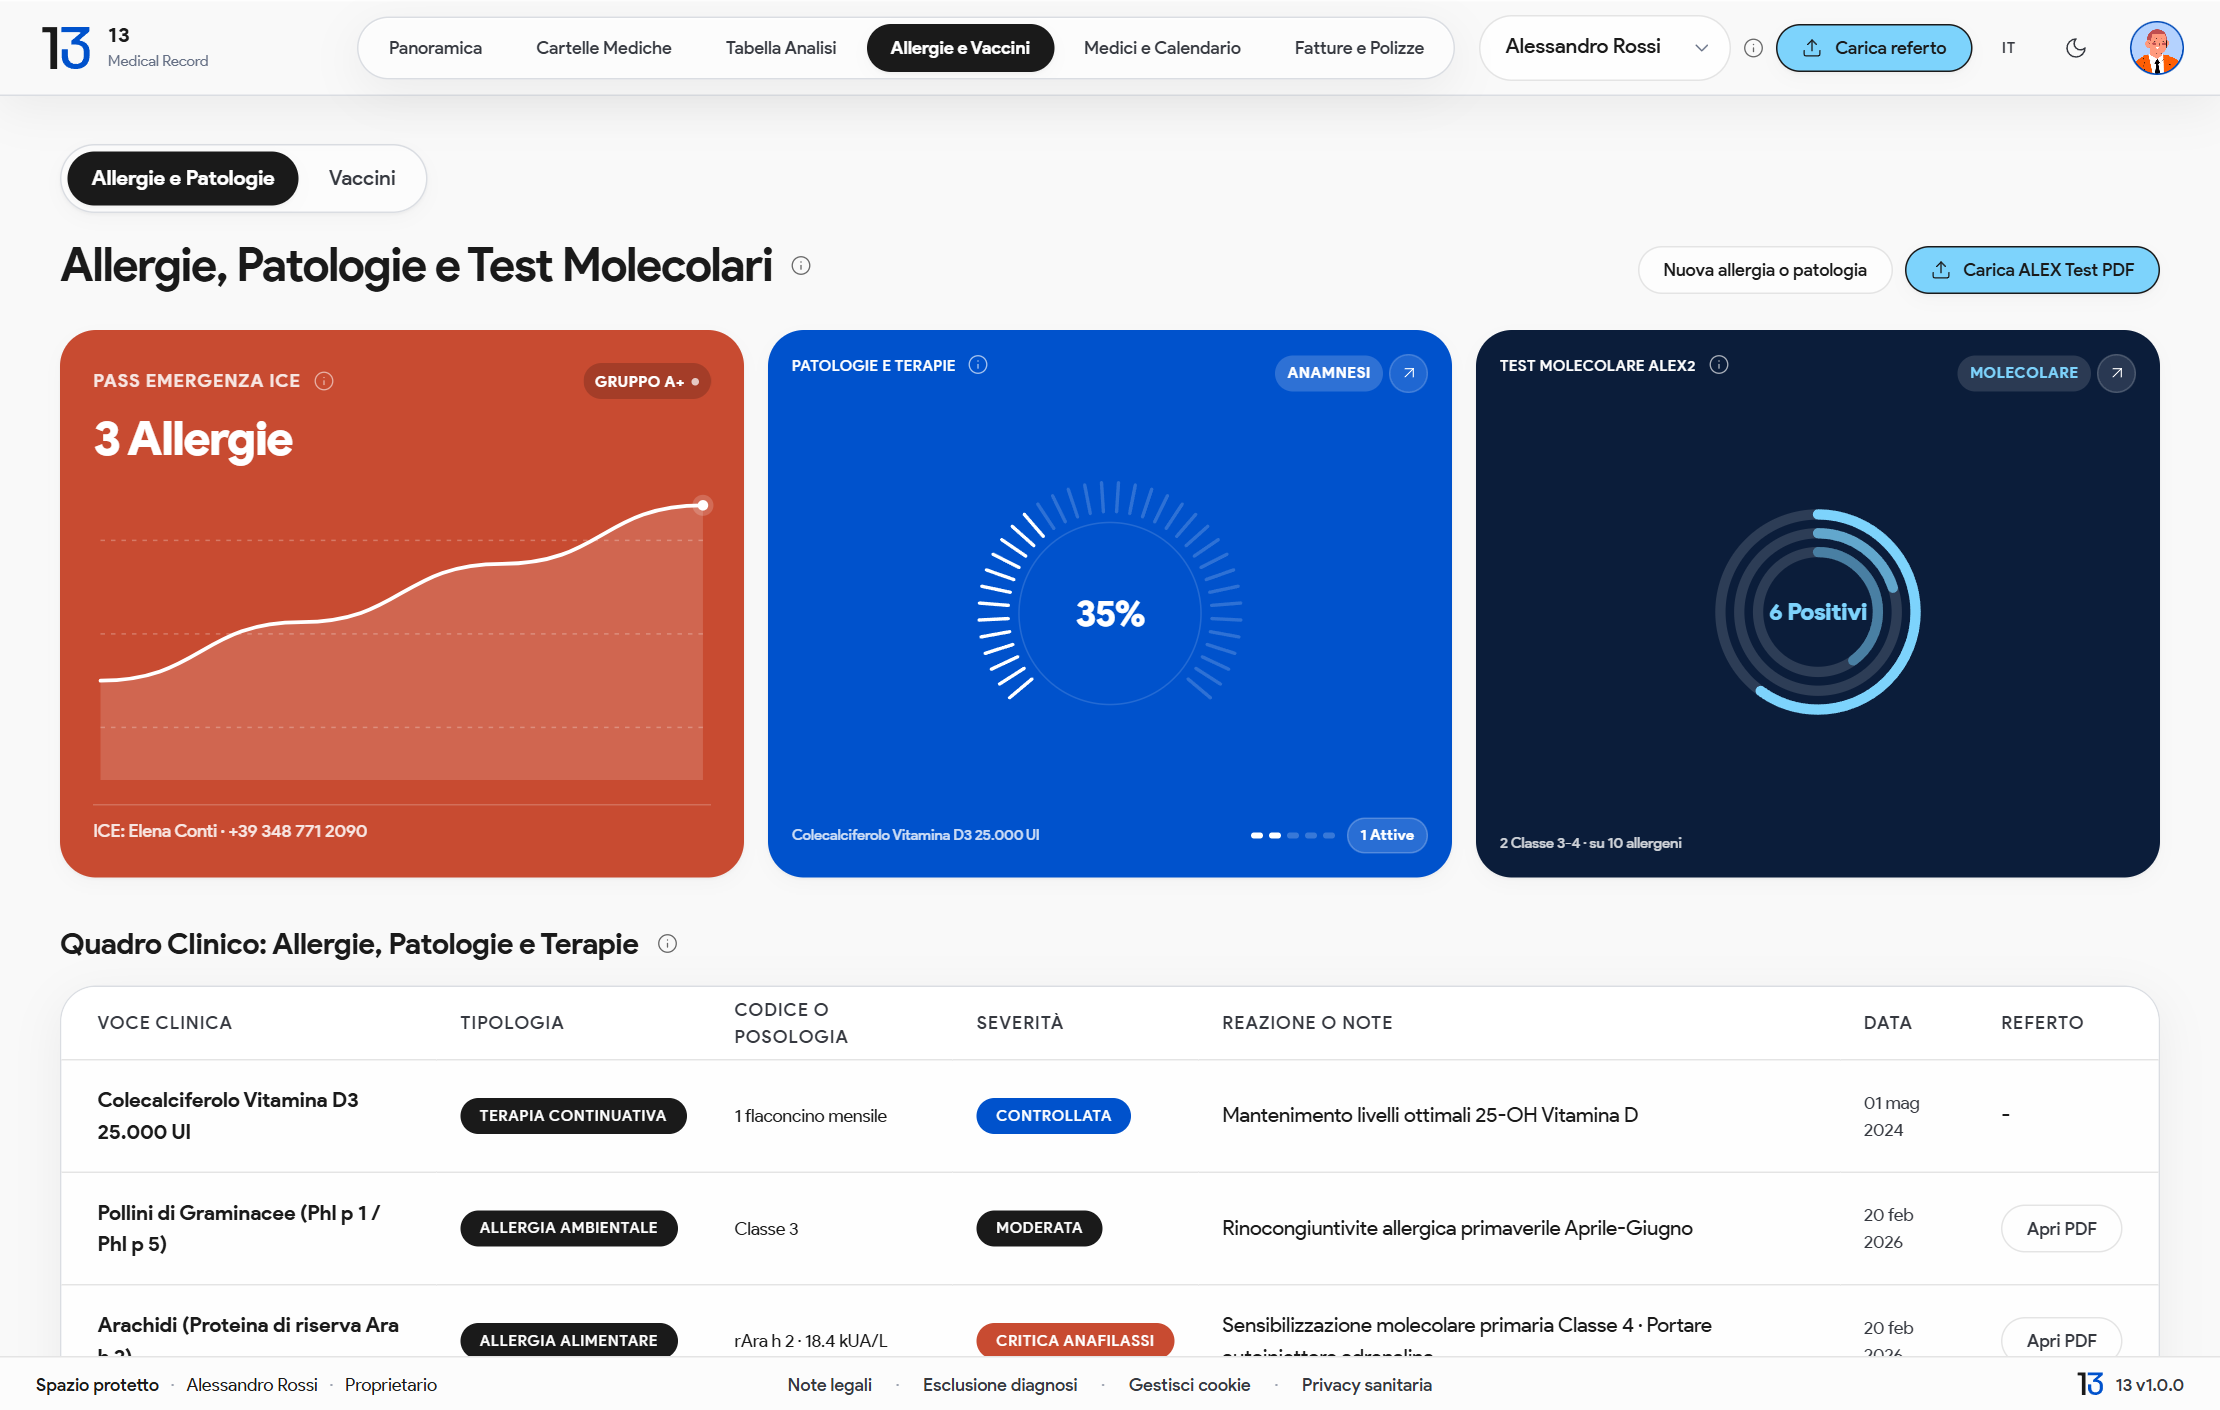 13
13
Medical Record
Panoramica
Cartelle Mediche
Tabella Analisi
Allergie e Vaccini
Medici e Calendario
Fatture e Polizze
Alessandro Rossi
Carica referto
IT
Allergie e Patologie
Vaccini
Allergie, Patologie e Test Molecolari
Nuova allergia o patologia
Carica ALEX Test PDF
PASS EMERGENZA ICE
GRUPPO A+
3 Allergie
ICE: Elena Conti · +39 348 771 2090
PATOLOGIE E TERAPIE
ANAMNESI
35%
Colecalciferolo Vitamina D3 25.000 UI
1 Attive
TEST MOLECOLARE ALEX2
MOLECOLARE
6 Positivi
2 Classe 3-4 · su 10 allergeni
Quadro Clinico: Allergie, Patologie e Terapie
VOCE CLINICA
TIPOLOGIA
CODICE O
POSOLOGIA
SEVERITÀ
REAZIONE O NOTE
DATA
REFERTO
Colecalciferolo Vitamina D3
25.000 UI
TERAPIA CONTINUATIVA
1 flaconcino mensile
CONTROLLATA
Mantenimento livelli ottimali 25-OH Vitamina D
01 mag
2024
-
Pollini di Graminacee (Phl p 1 /
Phl p 5)
ALLERGIA AMBIENTALE
Classe 3
MODERATA
Rinocongiuntivite allergica primaverile Aprile-Giugno
20 feb
2026
Apri PDF
Arachidi (Proteina di riserva Ara
h 2)
ALLERGIA ALIMENTARE
rAra h 2 · 18.4 kUA/L
CRITICA ANAFILASSI
Sensibilizzazione molecolare primaria Classe 4 · Portare
autoiniettore adrenalina
20 feb
2026
Apri PDF
Spazio protetto · Alessandro Rossi · Proprietario
Note legali · Esclusione diagnosi · Gestisci cookie · Privacy sanitaria
13 13 v1.0.0